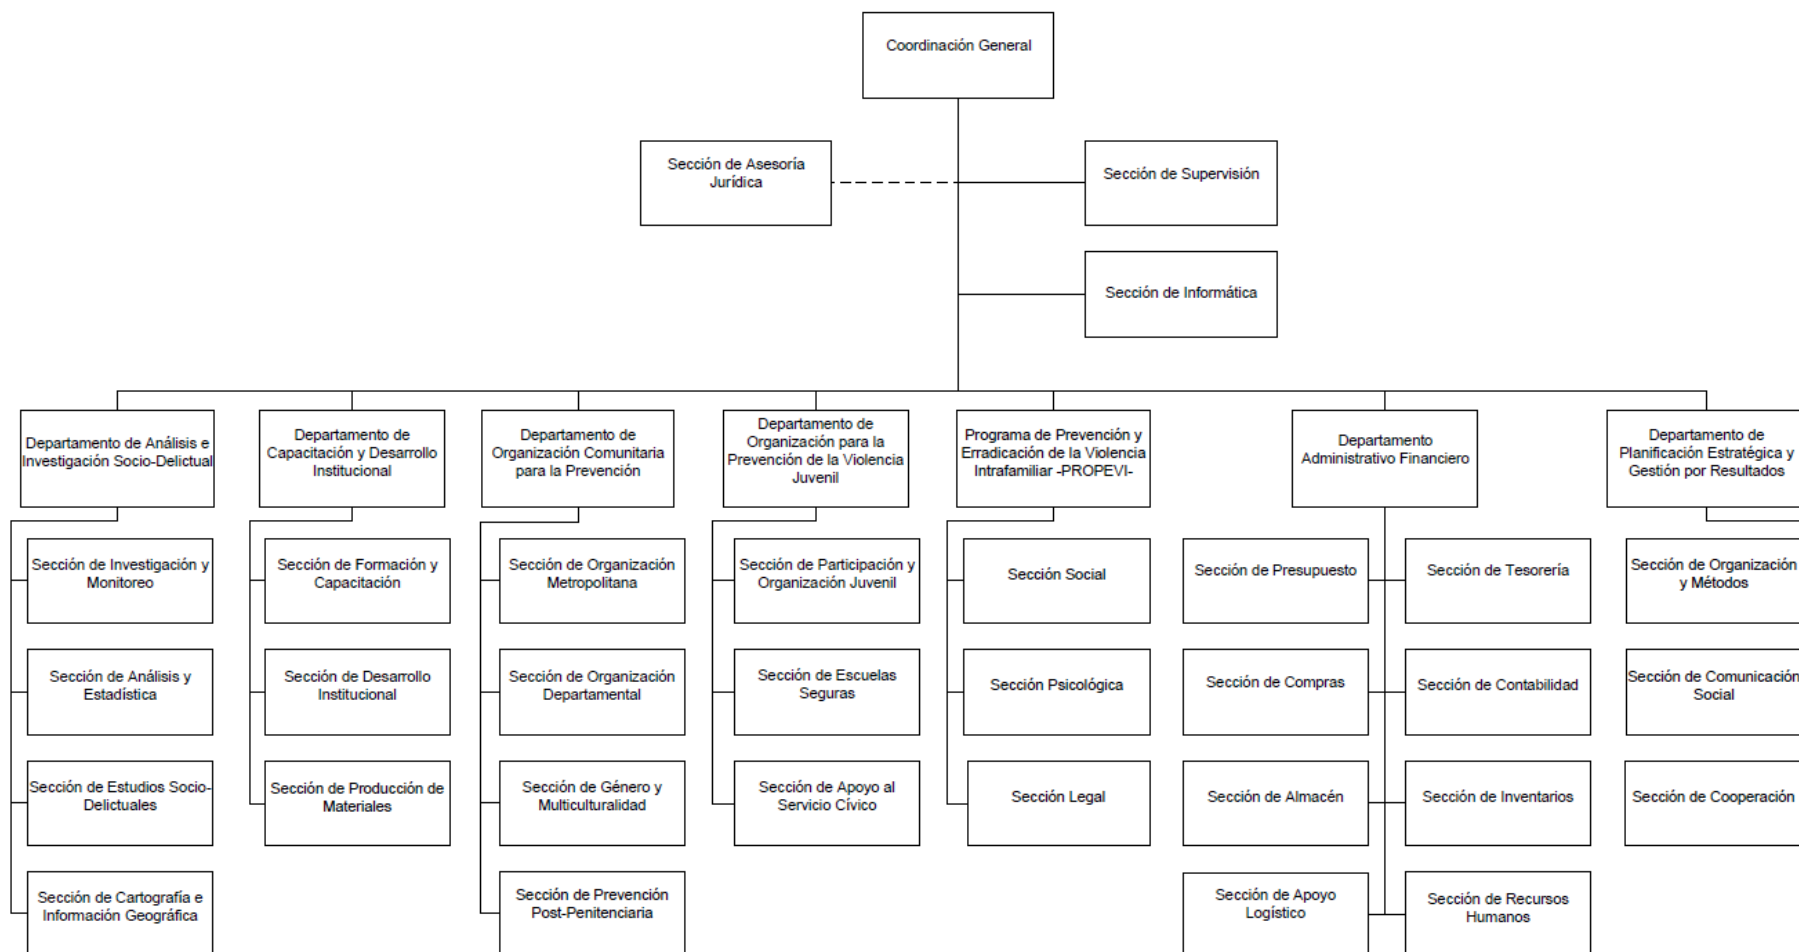 Coordinación General
Sección de Asesoría
Jurídica
Sección de Supervisión
Sección de Informática
Departamento de Análisis e
Investigación Socio-Delictual
Departamento de
Capacitación y Desarrollo
Institucional
Departamento de
Organización Comunitaria
para la Prevención
Departamento de
Organización para la
Prevención de la Violencia
Juvenil
Programa de Prevención y
Erradicación de la Violencia
Intrafamiliar -PROPEVI-
Departamento
Administrativo Financiero
Departamento de
Planificación Estratégica y
Gestión por Resultados
Sección de Investigación y
Monitoreo
Sección de Formación y
Capacitación
Sección de Organización
Metropolitana
Sección de Participación y
Organización Juvenil
Sección Social
Sección de Presupuesto
Sección de Tesorería
Sección de Organización
y Métodos
Sección de Análisis y
Estadística
Sección de Desarrollo
Institucional
Sección de Organización
Departamental
Sección de Escuelas
Seguras
Sección Psicológica
Sección de Compras
Sección de Contabilidad
Sección de Comunicación
Social
Sección de Estudios Socio-
Delictuales
Sección de Producción de
Materiales
Sección de Género y
Multiculturalidad
Sección de Apoyo al
Servicio Cívico
Sección Legal
Sección de Almacén
Sección de Inventarios
Sección de Cooperación
Sección de Cartografía e
Información Geográfica
Sección de Prevención
Post-Penitenciaria
Sección de Apoyo
Logístico
Sección de Recursos
Humanos